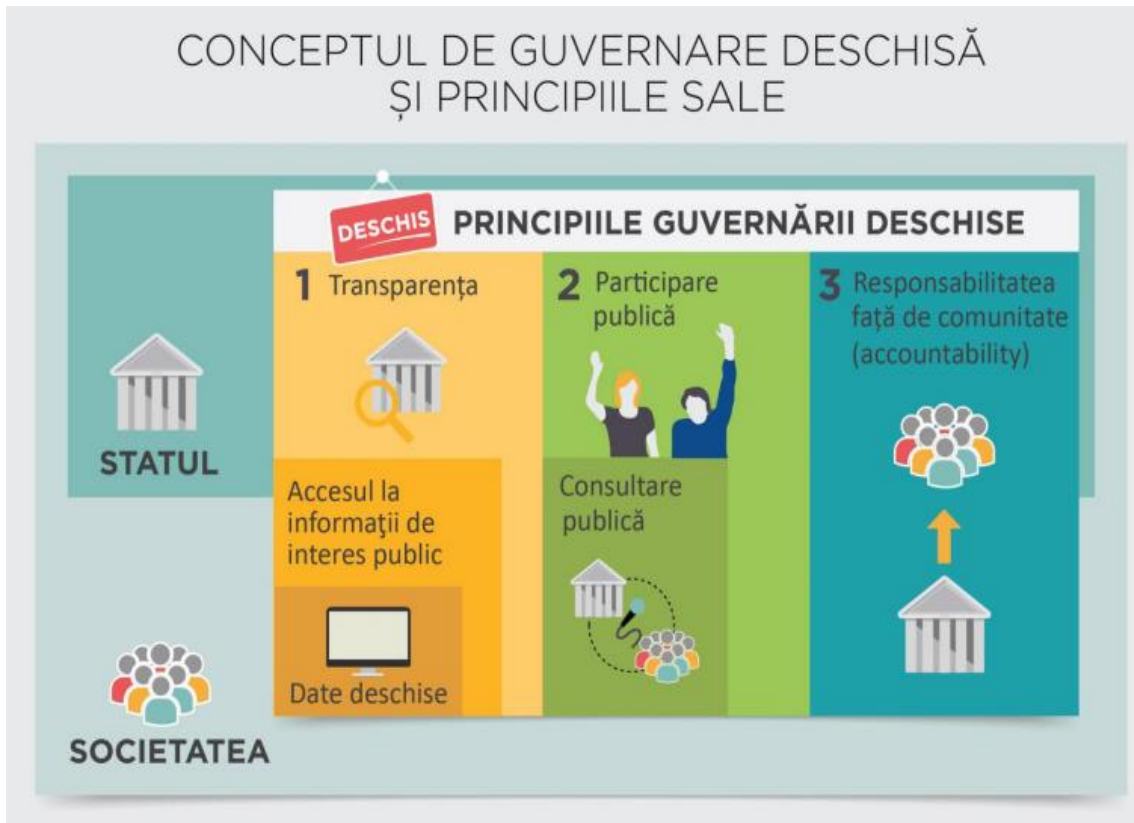 CONCEPTUL DE GUVERNARE DESCHISĂ
ȘI PRINCIPIILE SALE
DESCHIS
PRINCIPIILE GUVERNĂRII DESCHISE
1 Transparența
2 Participare
publică
3 Responsabilitatea
față de comunitate
(accountability)
STATUL
Accesul la
informaţii de
interes public
Consultare
publică
Date deschise
SOCIETATEA